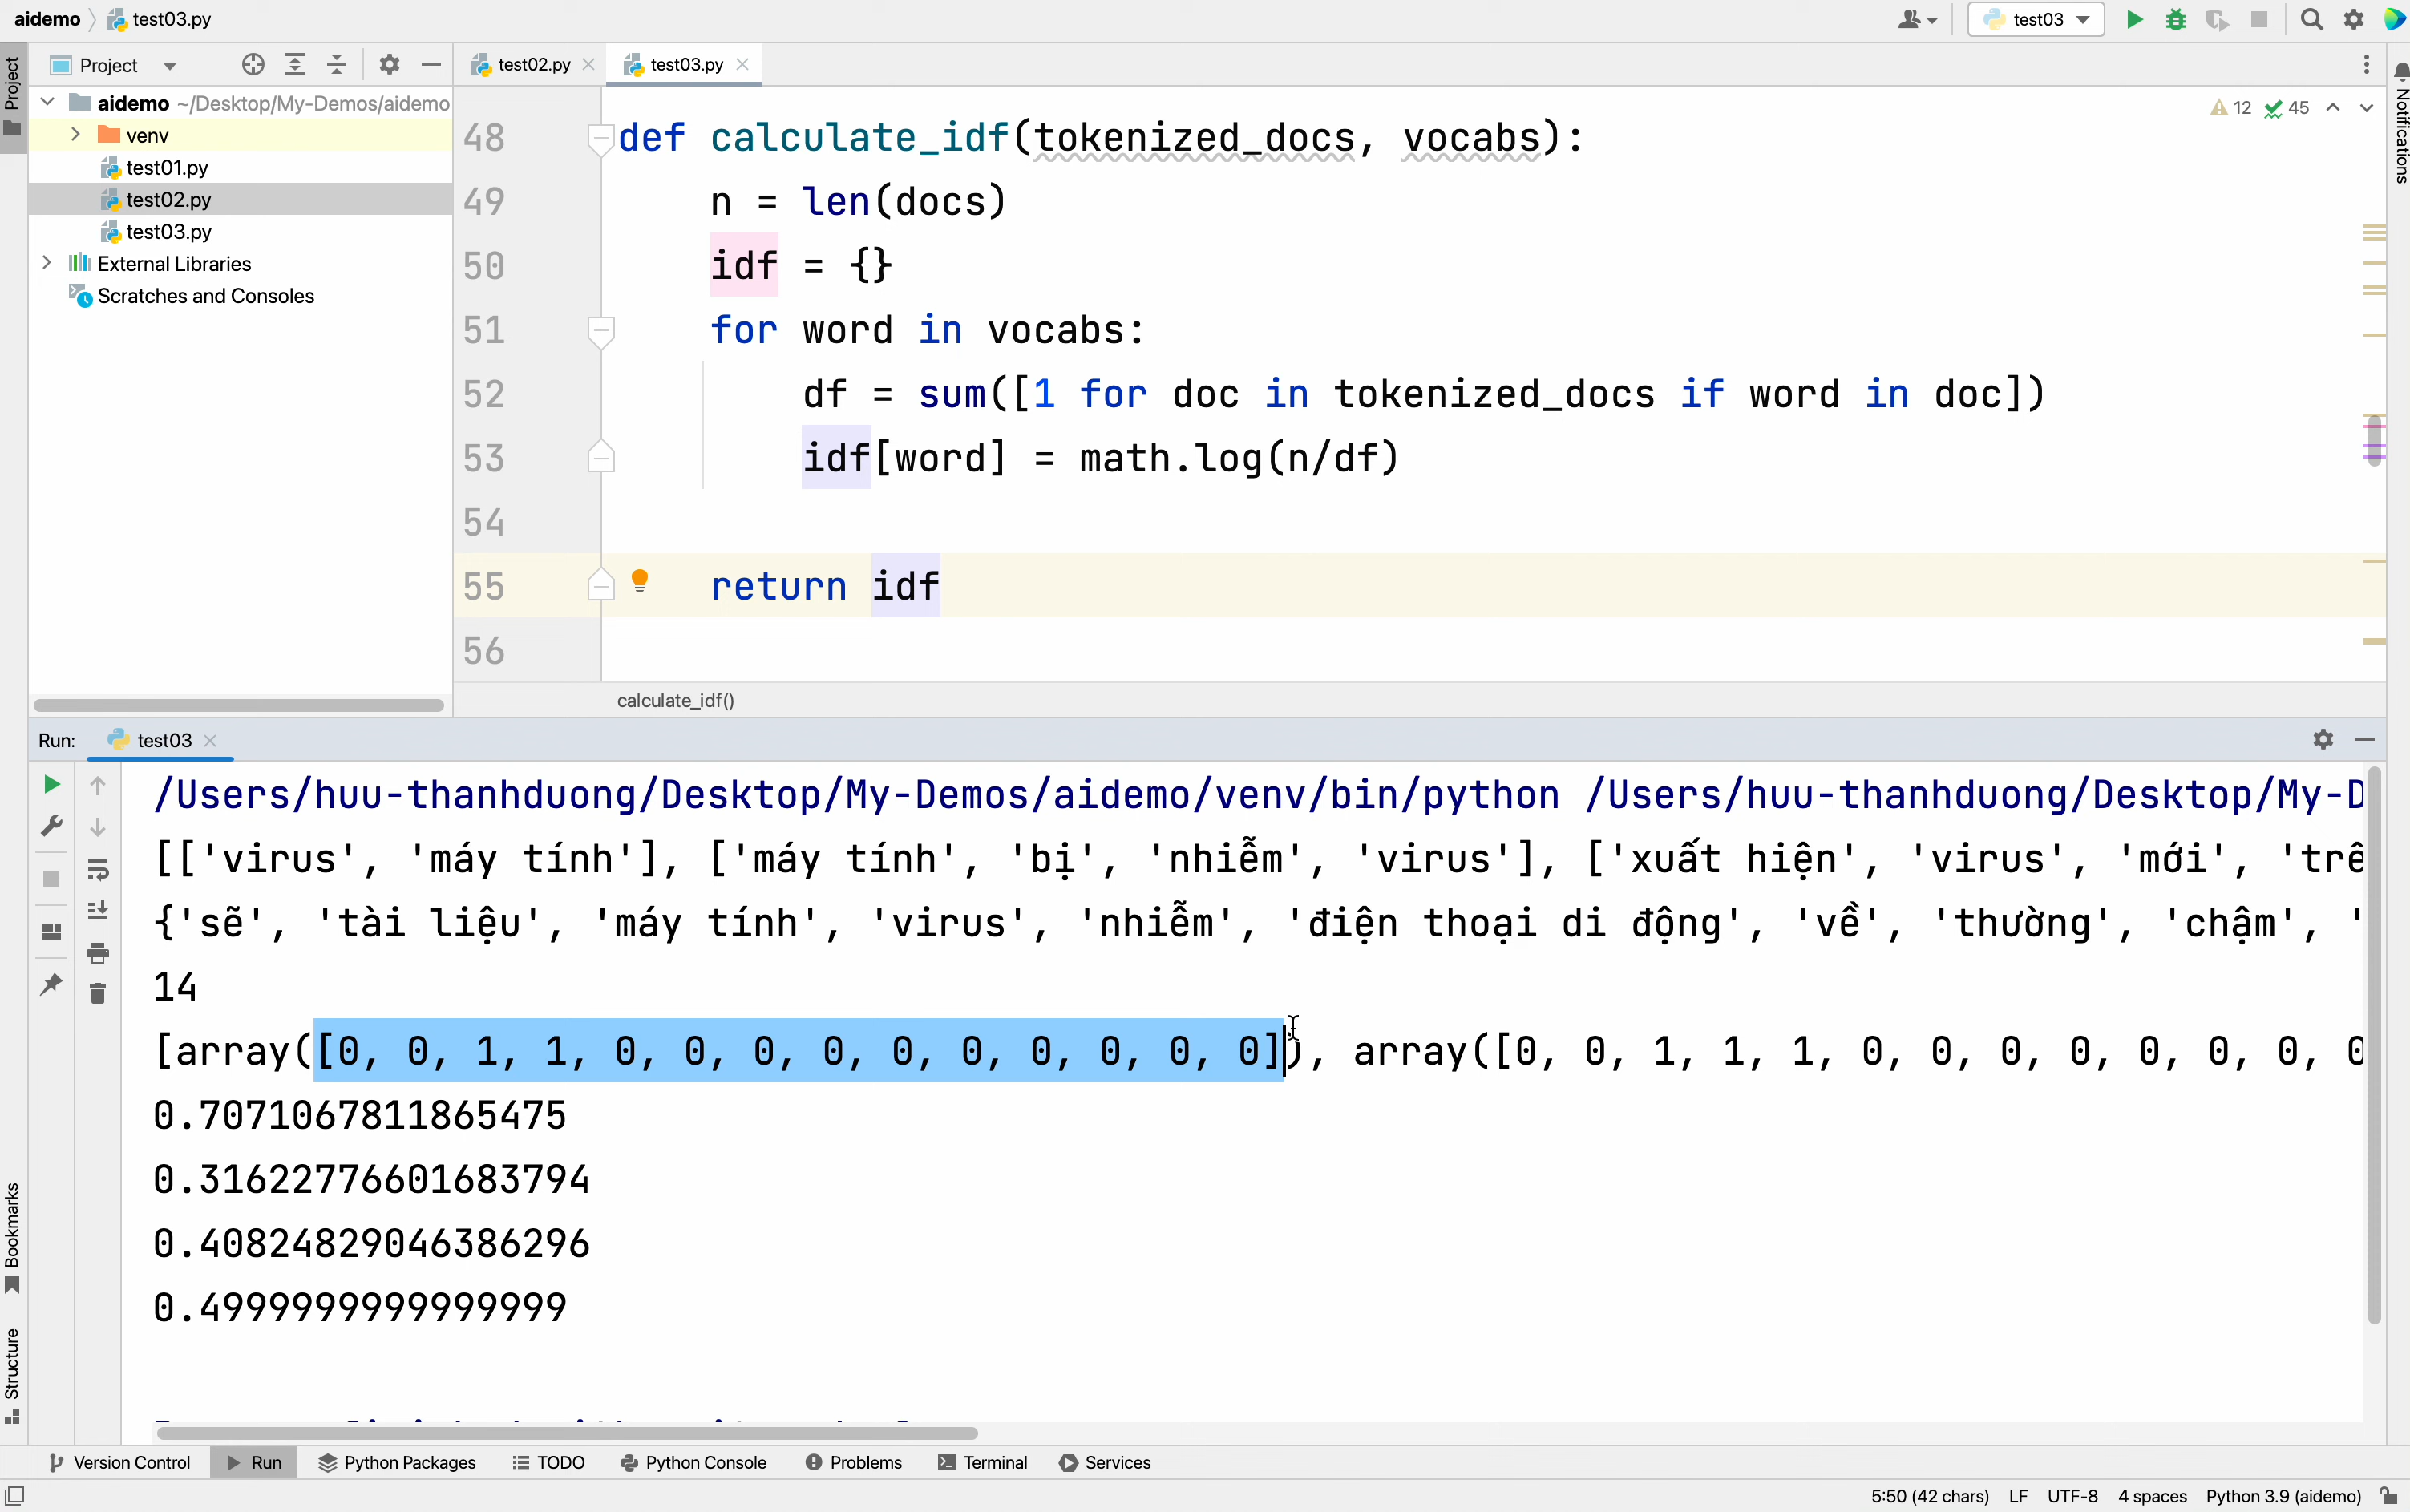 aidemo test03.py
test03
Project
test02.py
test03.py
aidemo ~/Desktop/My-Demos/aidemo
venv
test01.py
test02.py
test03.py
External Libraries
Scratches and Consoles
12 45
48 def calculate_idf(tokenized_docs, vocabs):
49 n = len(docs)
50 idf = {}
51 for word in vocabs:
52 df = sum([1 for doc in tokenized_docs if word in doc])
53 idf[word] = math.log(n/df)
54
55 return idf
56
calculate_idf()
Project
Notifications
Run: test03
/Users/huu-thanhduong/Desktop/My-Demos/aidemo/venv/bin/python /Users/huu-thanhduong/Desktop/My-D
[['virus', 'máy tính'], ['máy tính', 'bị', 'nhiễm', 'virus'], ['xuất hiện', 'virus', 'mới', 'trê
{'sẽ', 'tài liệu', 'máy tính', 'virus', 'nhiễm', 'điện thoại di động', 'về', 'thường', 'chậm', '
14
[array([0, 0, 1, 1, 0, 0, 0, 0, 0, 0, 0, 0, 0, 0]), array([0, 0, 1, 1, 1, 0, 0, 0, 0, 0, 0, 0, 0
0.7071067811865475
0.31622776601683794
0.40824829046386296
0.4999999999999999
Bookmarks
Structure
Version Control Run Python Packages TODO Python Console Problems Terminal Services
5:50 (42 chars) LF UTF-8 4 spaces Python 3.9 (aidemo)